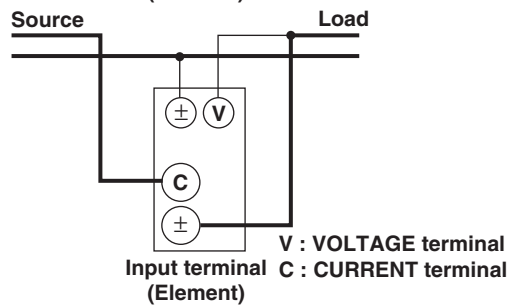 Source
Load
± V
C
±
V : VOLTAGE terminal
Input terminal C : CURRENT terminal
(Element)